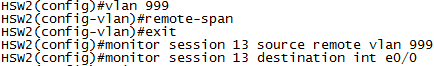 HSW2(config)#vlan 999
HSW2(config-vlan)#remote-span
HSW2(config-vlan)#exit
HSW2(config)#monitor session 13 source remote vlan 999
HSW2(config)#monitor session 13 destination int e0/0